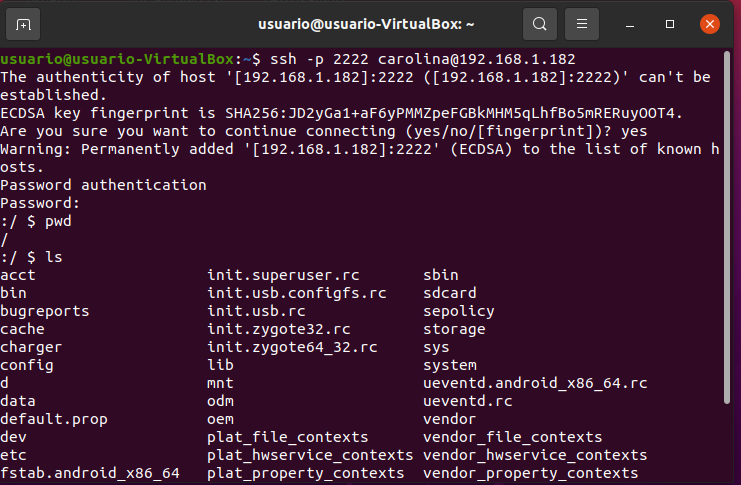 usuario@usuario-VirtualBox: ~
usuario@usuario-VirtualBox:~$ ssh -p 2222 carolina@192.168.1.182
The authenticity of host '[192.168.1.182]:2222 ([192.168.1.182]:2222)' can't be
established.
ECDSA key fingerprint is SHA256:JD2yGa1+aF6yPMMZpeFGBkMHM5qLhfBo5mRERuyOOT4.
Are you sure you want to continue connecting (yes/no/[fingerprint])? yes
Warning: Permanently added '[192.168.1.182]:2222' (ECDSA) to the list of known h
osts.
Password authentication
Password:
:/ $ pwd
/
:/ $ ls
acct init.superuser.rc sbin
bin init.usb.configfs.rc sdcard
bugreports init.usb.rc sepolicy
cache init.zygote32.rc storage
charger init.zygote64_32.rc sys
config lib system
d mnt ueventd.android_x86_64.rc
data odm ueventd.rc
default.prop oem vendor
dev plat_file_contexts vendor_file_contexts
etc plat_hwservice_contexts vendor_hwservice_contexts
fstab.android_x86_64 plat_property_contexts vendor_property_contexts